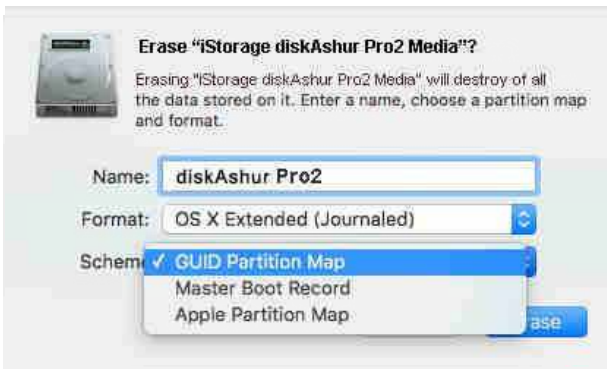 Erase “iStorage diskAshur Pro2 Media”?
Erasing "iStorage diskAshur Pro2 Media" will destroy of all
the data stored on it. Enter a name, choose a partition map
and format.
Name: diskAshur Pro2
Format: OS X Extended (Journaled)
Schem ✓ GUID Partition Map
Master Boot Record
Apple Partition Map
ase